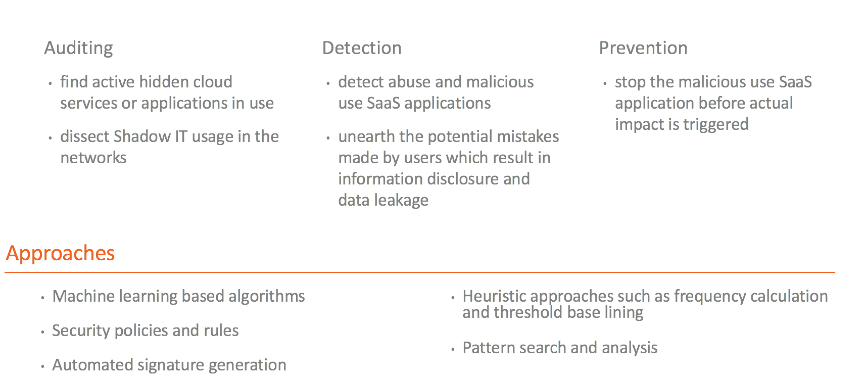 Auditing
• find active hidden cloud
services or applications in use
• dissect Shadow IT usage in the
networks
Detection
• detect abuse and malicious
use SaaS applications
• unearth the potential mistakes
made by users which result in
information disclosure and
data leakage
Prevention
• stop the malicious use SaaS
application before actual
impact is triggered
Approaches
• Machine learning based algorithms
• Security policies and rules
• Automated signature generation
• Heuristic approaches such as frequency calculation
and threshold base lining
• Pattern search and analysis